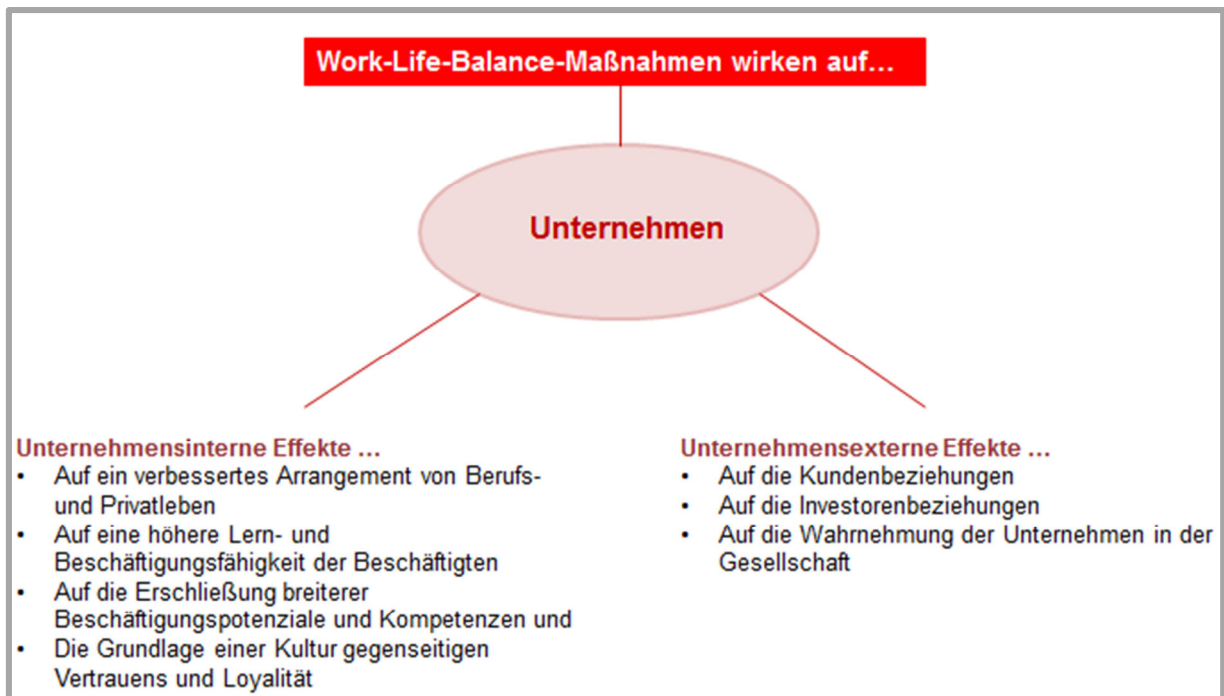 Work-Life-Balance-Maßnahmen wirken auf…
Unternehmen
Unternehmensinterne Effekte …
• Auf ein verbessertes Arrangement von Berufs-
und Privatleben
• Auf eine höhere Lern- und
Beschäftigungsfähigkeit der Beschäftigten
• Auf die Erschließung breiterer
Beschäftigungspotenziale und Kompetenzen und
• Die Grundlage einer Kultur gegenseitigen
Vertrauens und Loyalität
Unternehmensexterne Effekte …
• Auf die Kundenbeziehungen
• Auf die Investorenbeziehungen
• Auf die Wahrnehmung der Unternehmen in der
Gesellschaft